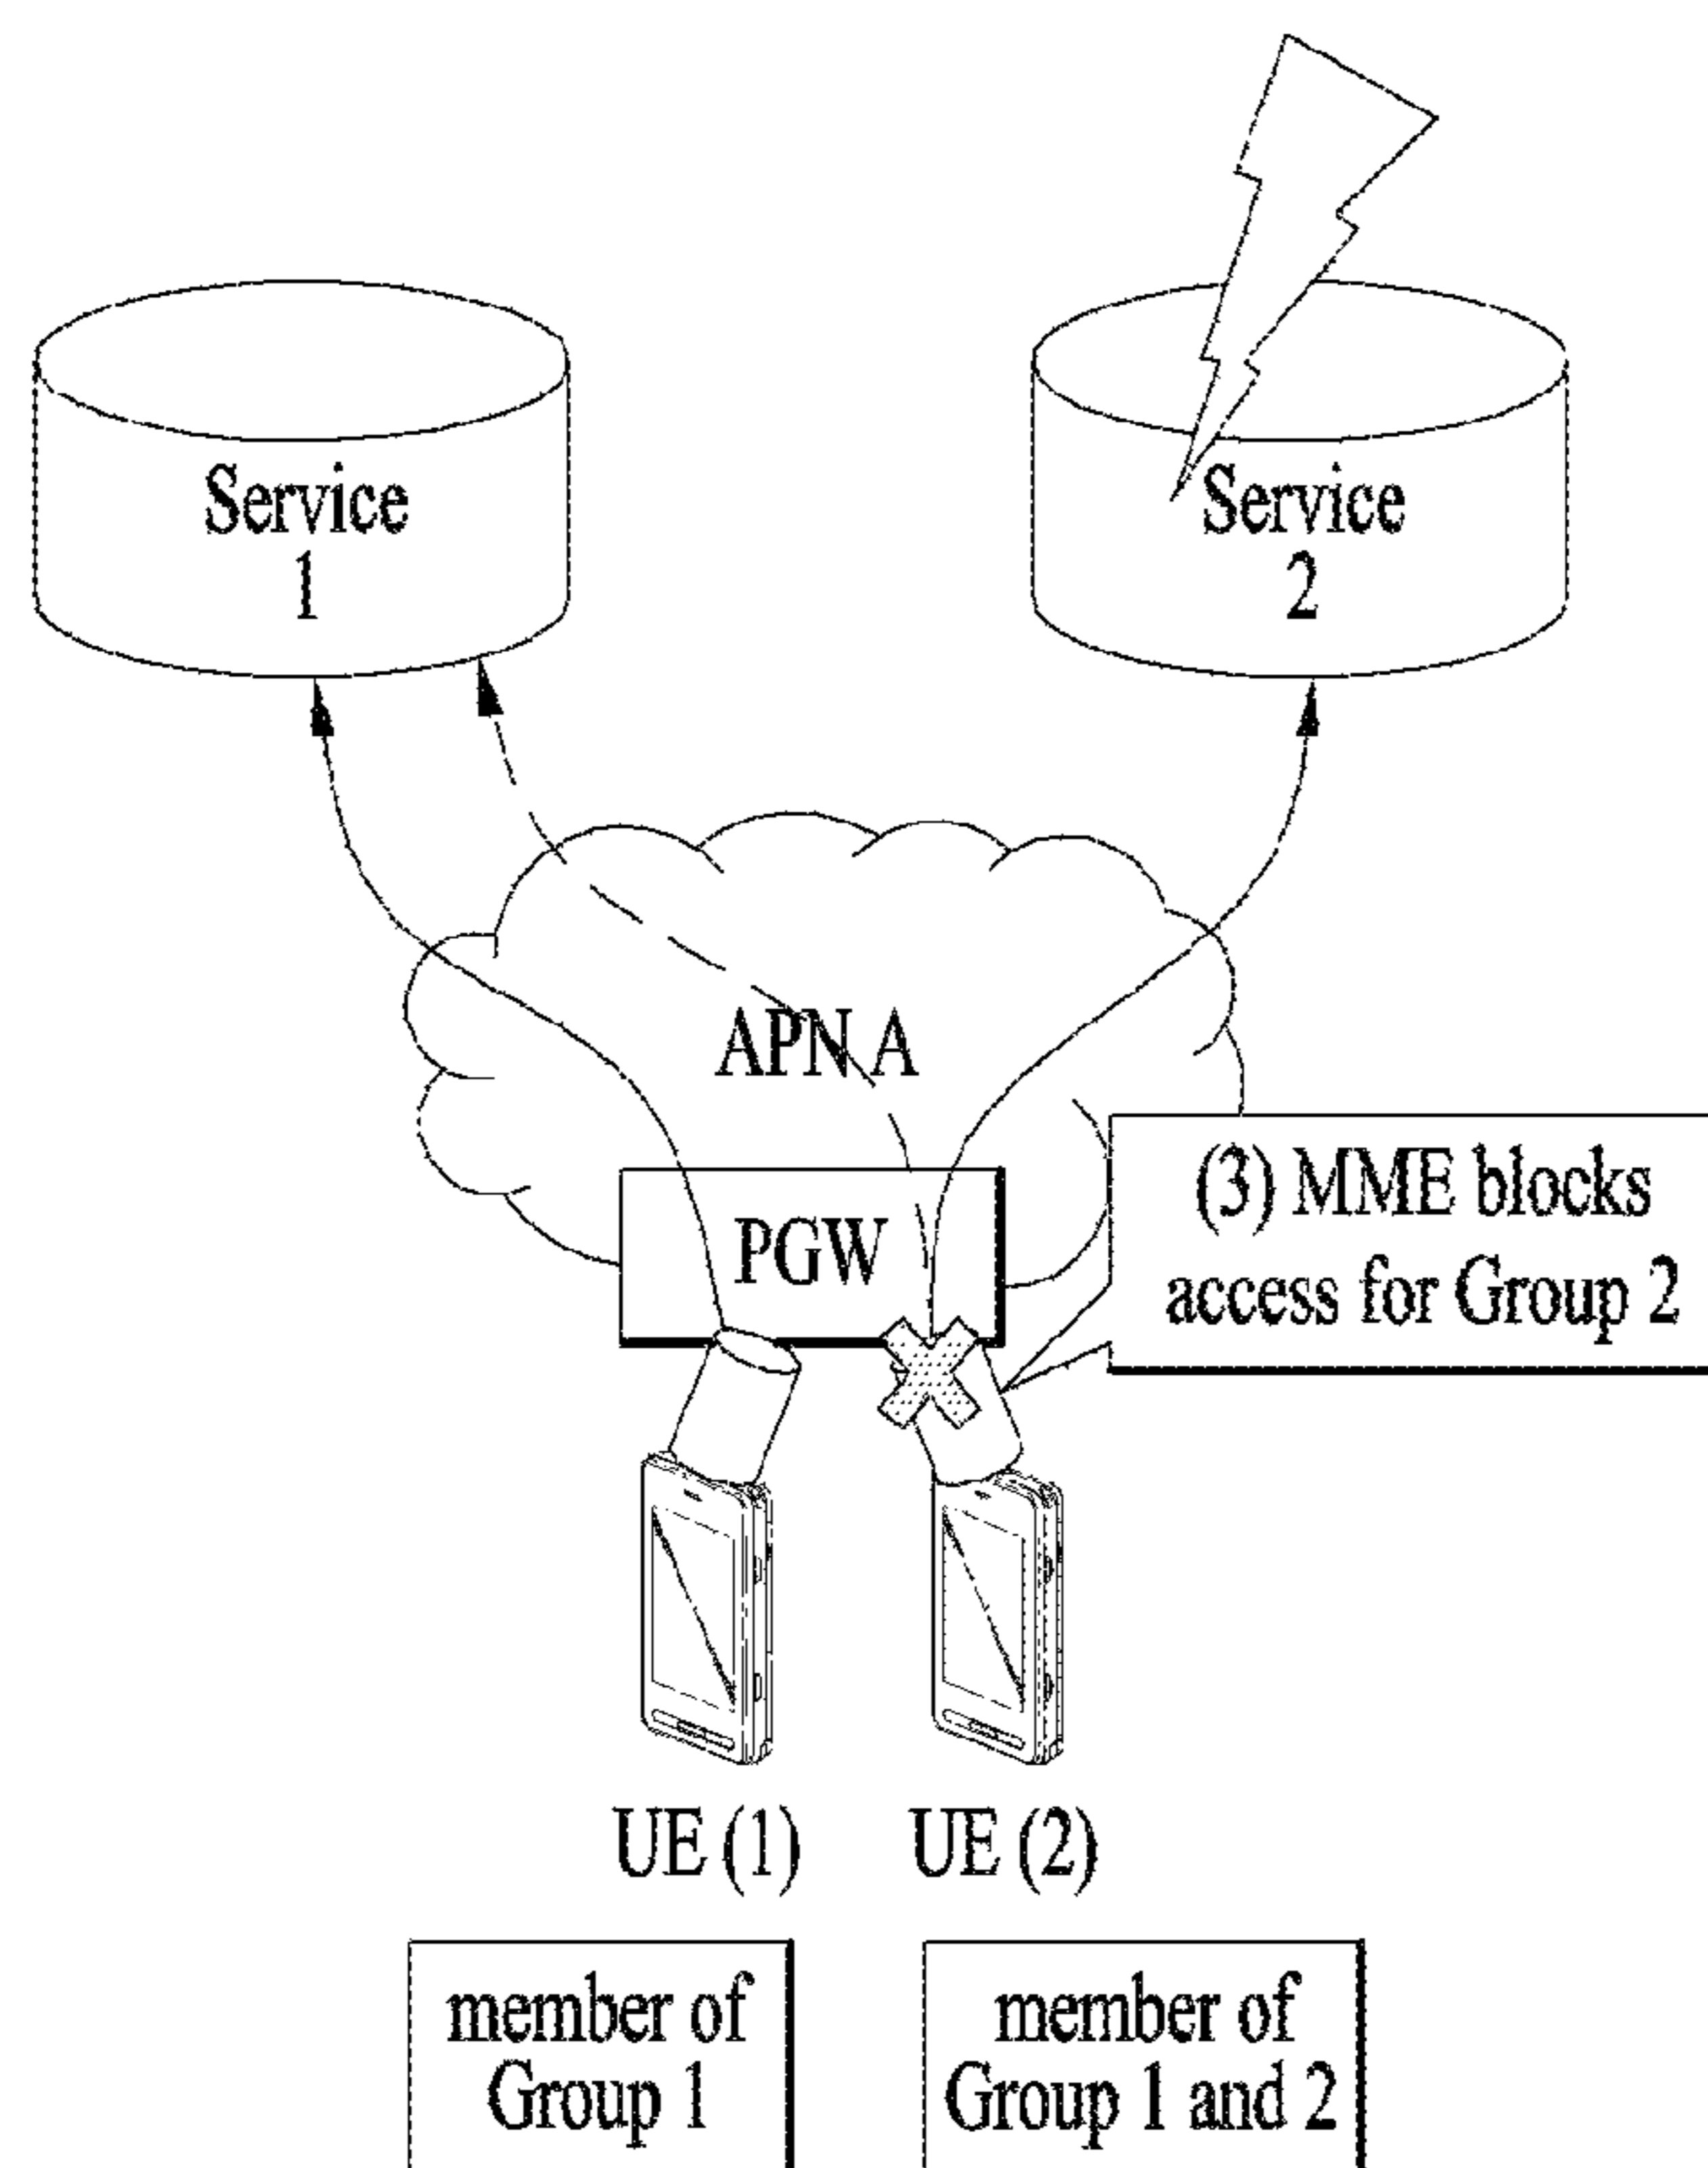 Service
1
Service
2
APN A
PGW
(3) MME blocks
access for Group 2
UE (1)
UE (2)
member of
Group 1
member of
Group 1 and 2